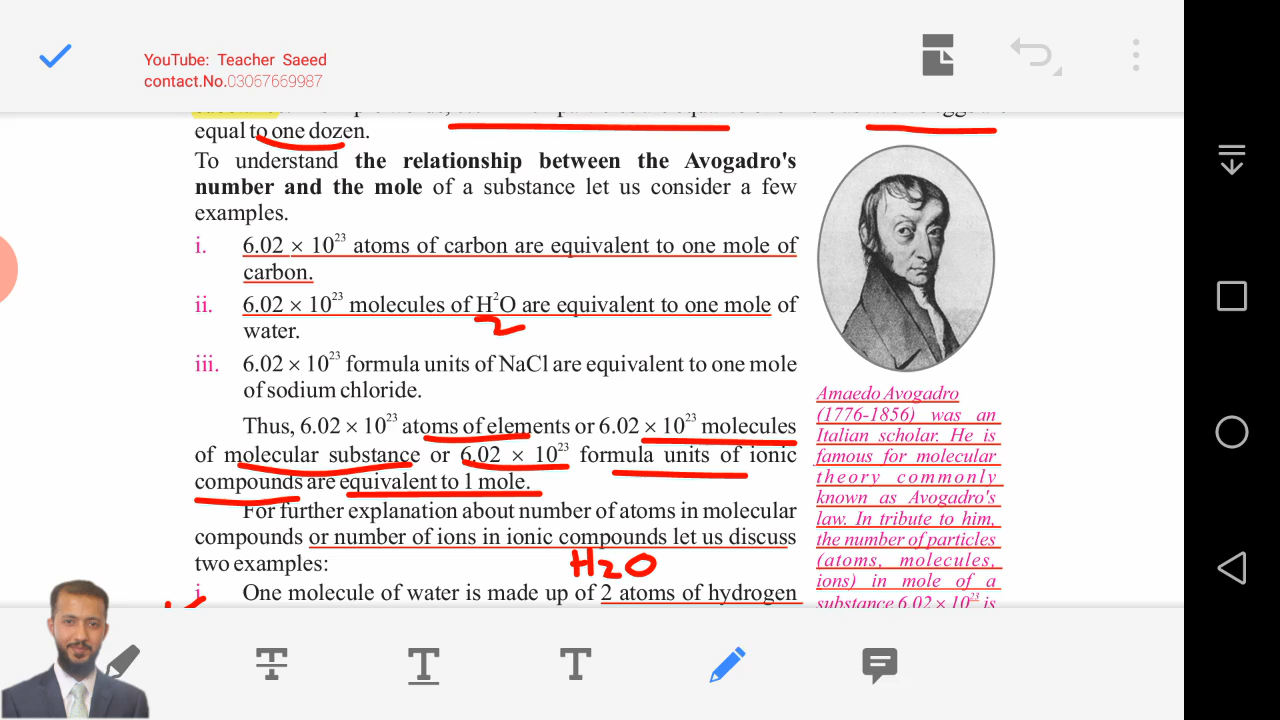 YouTube: Teacher Saeed
contact.No.03067669987
equal to one dozen.
To understand the relationship between the Avogadro's
number and the mole of a substance let us consider a few
examples.
i. 6.02 × 10²³ atoms of carbon are equivalent to one mole of
carbon.
ii. 6.02 × 10²³ molecules of H²O are equivalent to one mole of
water.
2
iii. 6.02 × 10²³ formula units of NaCl are equivalent to one mole
of sodium chloride.
Thus, 6.02 × 10²³ atoms of elements or 6.02 × 10²³ molecules
of molecular substance or 6.02 × 10²³ formula units of ionic
compounds are equivalent to 1 mole.
For further explanation about number of atoms in molecular
compounds or number of ions in ionic compounds let us discuss
two examples:
H2O
i. One molecule of water is made up of 2 atoms of hydrogen
Amaedo Avogadro
(1776-1856) was an
Italian scholar. He is
famous for molecular
theory commonly
known as Avogadro's
law. In tribute to him,
the number of particles
(atoms, molecules,
ions) in mole of a
substance 6.02 × 10²³ is